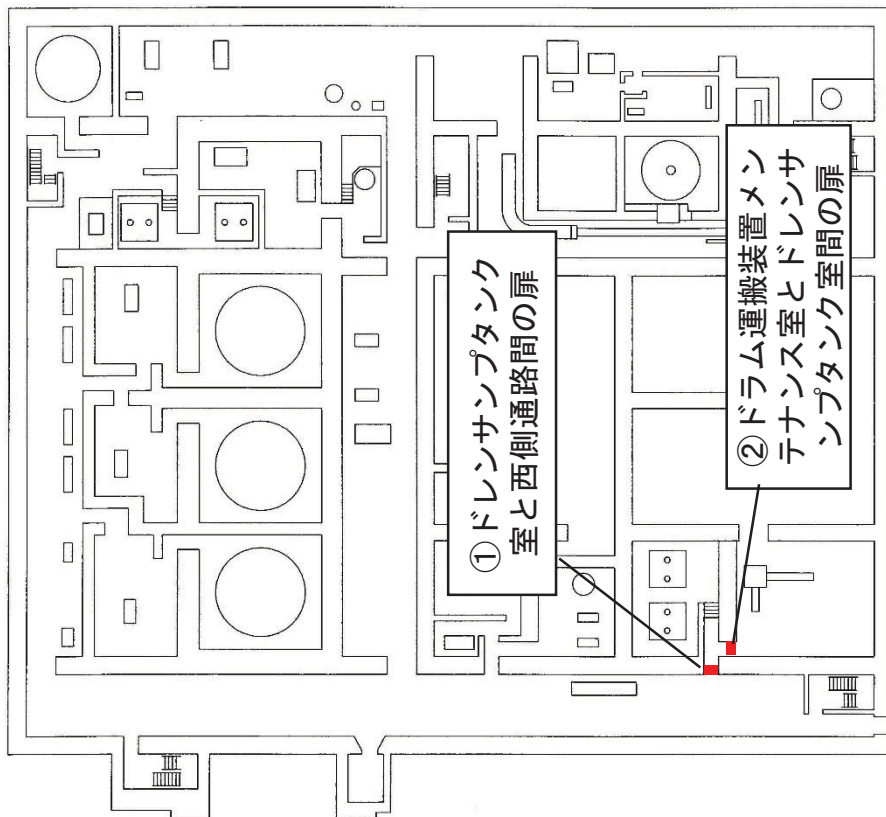 ①ドレンサンプタンク
室と西側通路間の扉
②ドラム運搬装置メン
テナンス室とドレンサ
ンプタンク室間の扉